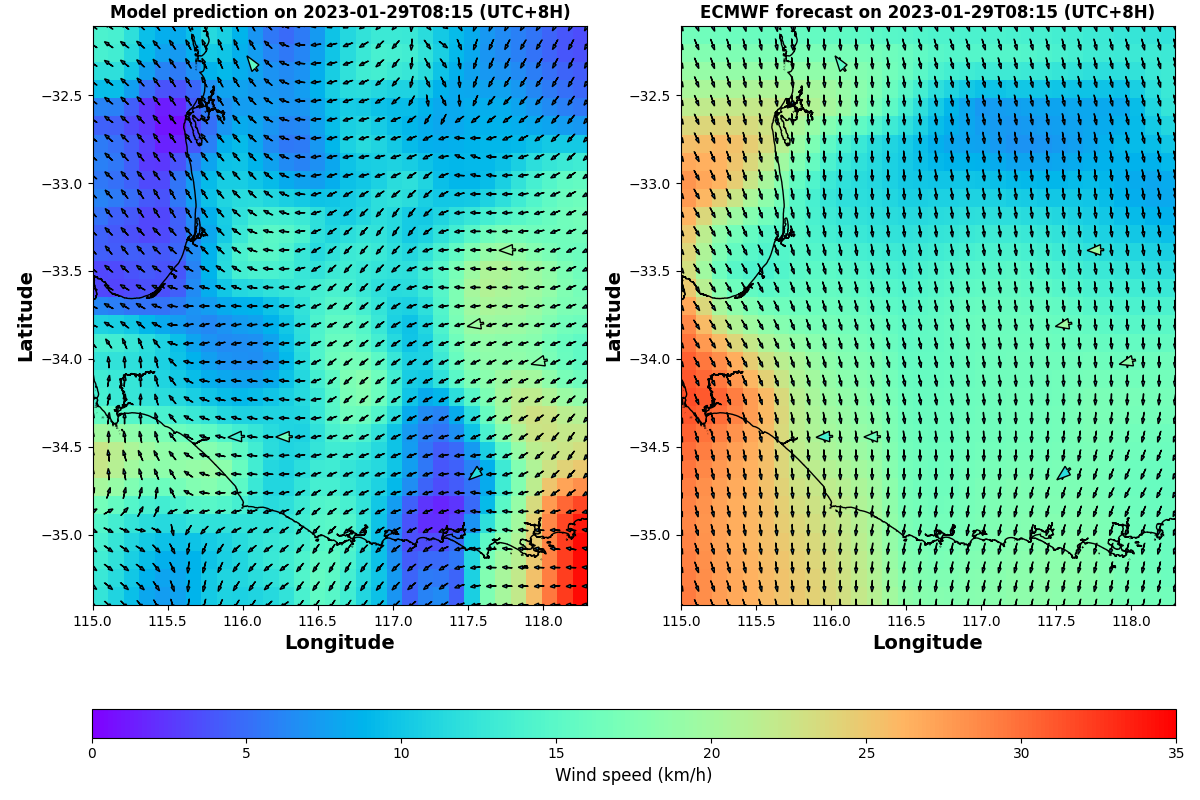 Model prediction on 2023-01-29T08:15 (UTC+8H)
ECMWF forecast on 2023-01-29T08:15 (UTC+8H)
Latitude
−32.5
−33.0
−33.5
−34.0
−34.5
−35.0
115.0 115.5 116.0 116.5 117.0 117.5 118.0
Longitude
Latitude
−32.5
−33.0
−33.5
−34.0
−34.5
−35.0
115.0 115.5 116.0 116.5 117.0 117.5 118.0
Longitude
0 5 10 15 20 25 30 35
Wind speed (km/h)